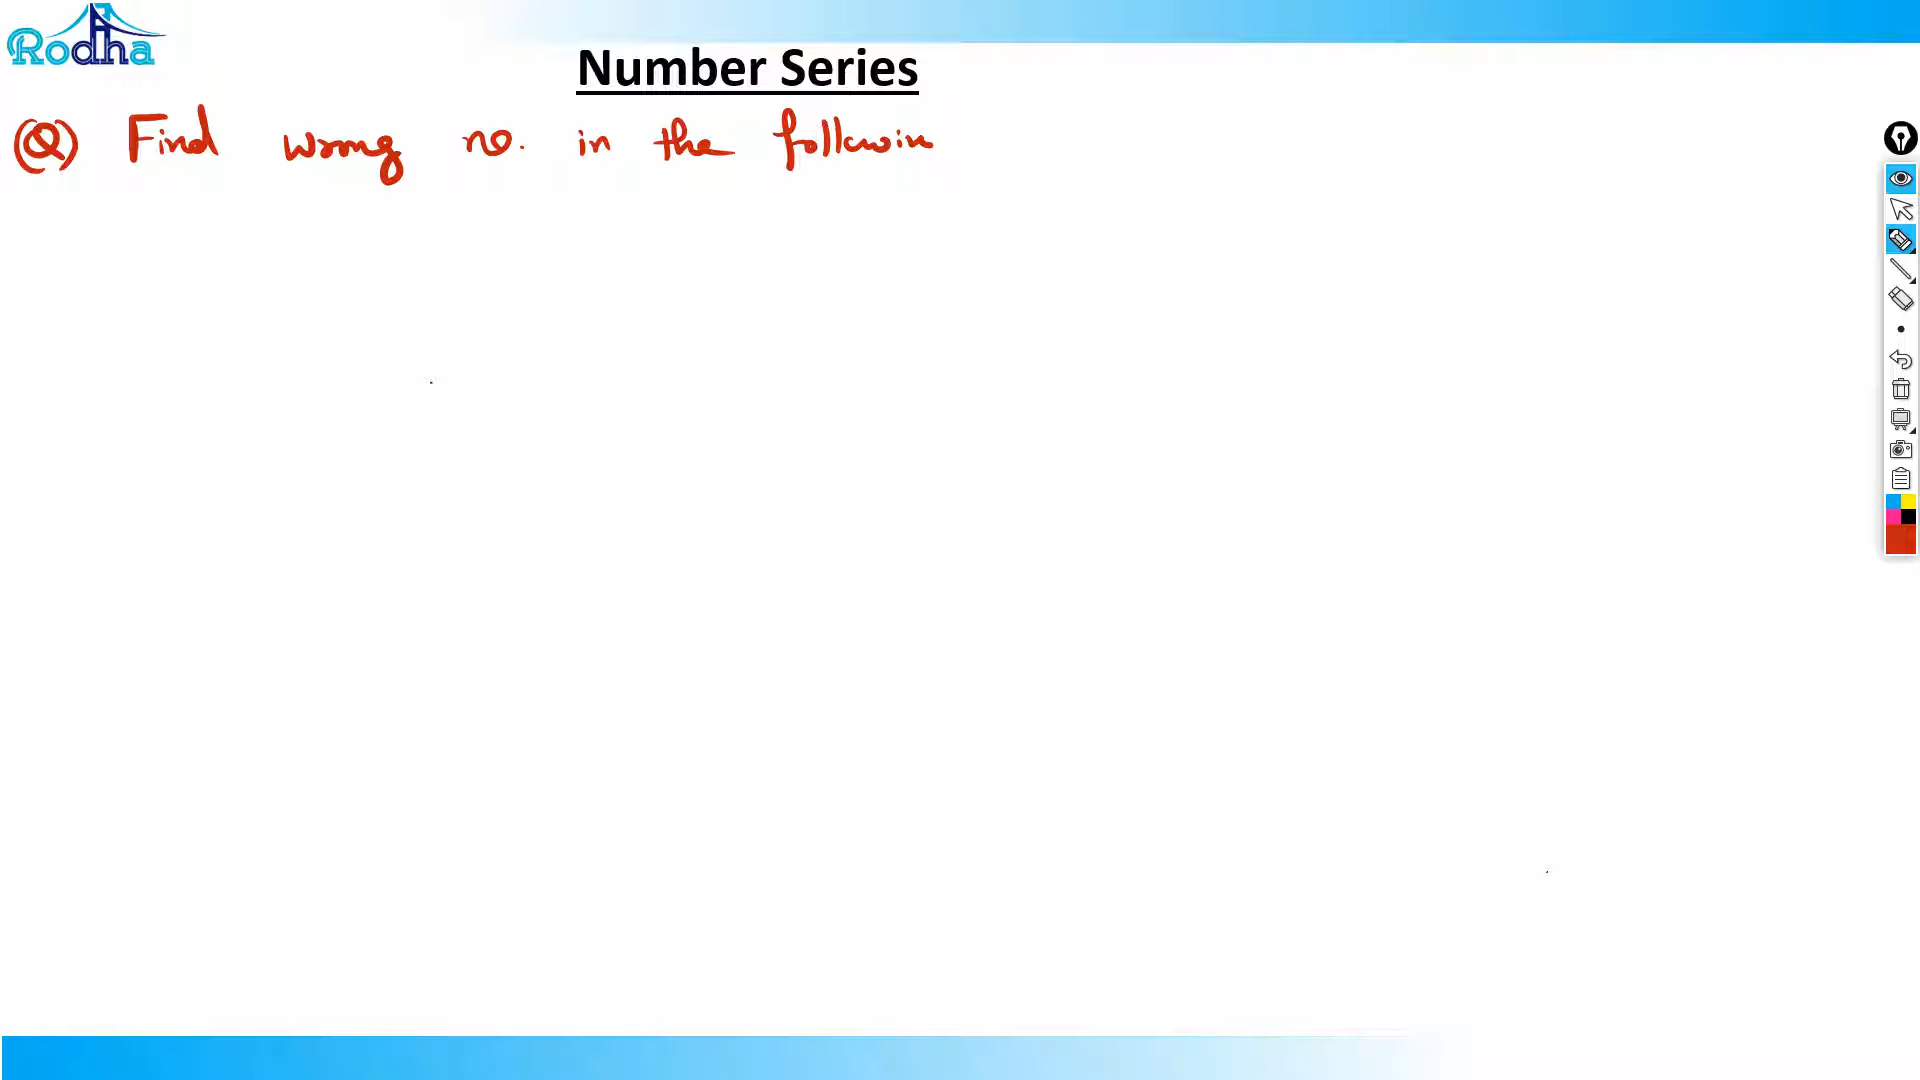 Rodha
Number Series
(Q) Find wrong no. in the followin